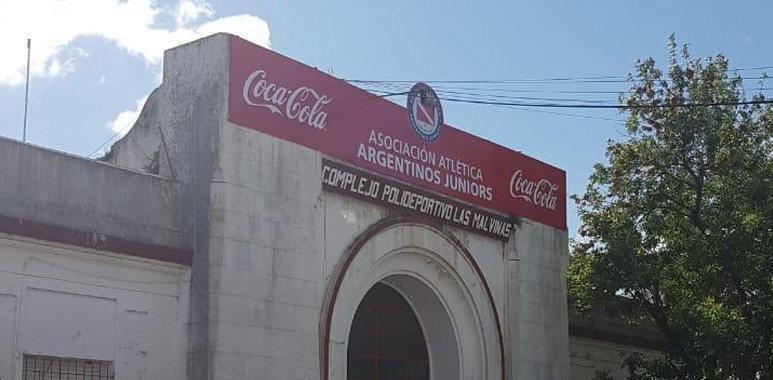 Coca-Cola
ASOCIACIÓN ATLÉTICA
ARGENTINOS JUNIORS
Coca-Cola
COMPLEJO POLIDEPORTIVO LAS MALVINAS